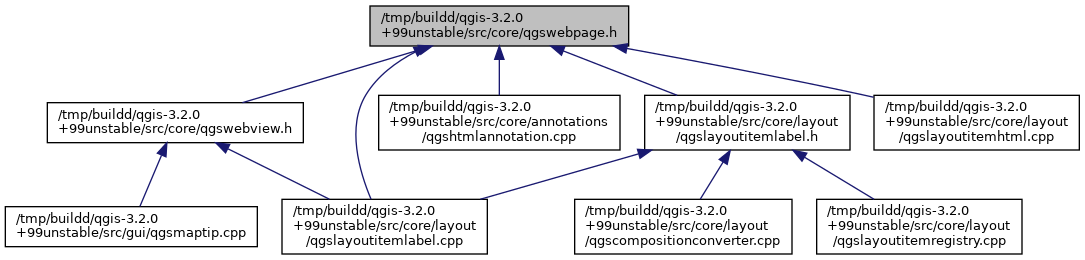 /tmp/buildd/qgis-3.2.0
+99unstable/src/core/qgswebpage.h
/tmp/buildd/qgis-3.2.0
+99unstable/src/core/qgswebview.h
/tmp/buildd/qgis-3.2.0
+99unstable/src/core/annotations
/qgshtmlannotation.cpp
/tmp/buildd/qgis-3.2.0
+99unstable/src/core/layout
/qgslayoutitemlabel.h
/tmp/buildd/qgis-3.2.0
+99unstable/src/core/layout
/qgslayoutitemhtml.cpp
/tmp/buildd/qgis-3.2.0
+99unstable/src/gui/qgsmaptip.cpp
/tmp/buildd/qgis-3.2.0
+99unstable/src/core/layout
/qgslayoutitemlabel.cpp
/tmp/buildd/qgis-3.2.0
+99unstable/src/core/layout
/qgscompositionconverter.cpp
/tmp/buildd/qgis-3.2.0
+99unstable/src/core/layout
/qgslayoutitemregistry.cpp